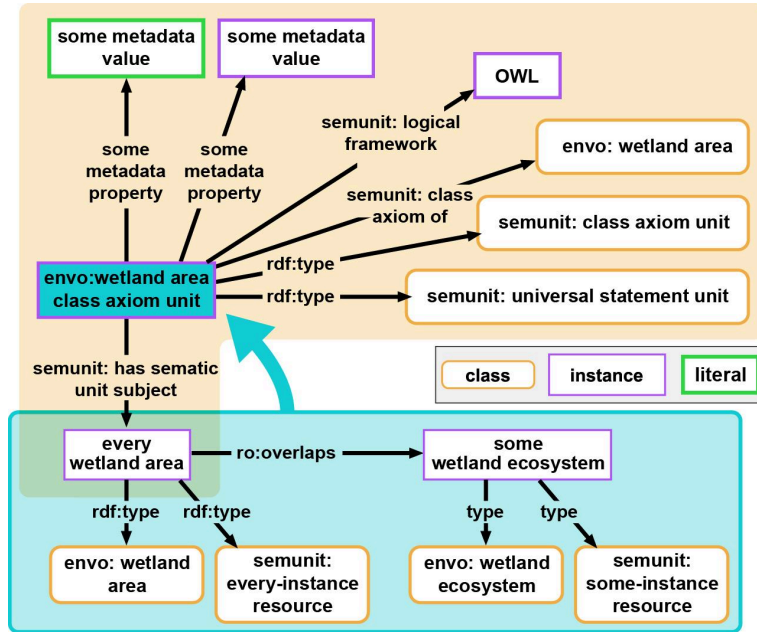 some metadata
value
some metadata
value
OWL
semunit: logical
framework
some
metadata
property
some
metadata
property
envo: wetland area
semunit: class
axiom of
semunit: class axiom unit
rdf:type
envo:wetland area
class axiom unit
rdf:type
semunit: universal statement unit
semunit: has sematic
unit subject
class
instance
literal
every
wetland area
ro:overlaps
some
wetland ecosystem
rdf:type
rdf:type
type
type
envo: wetland
area
semunit:
every-instance
resource
envo: wetland
ecosystem
semunit:
some-instance
resource